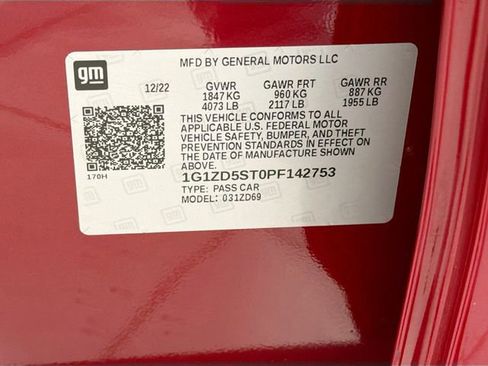 gm
MFD BY GENERAL MOTORS LLC
12/22 GVWR GAWR FRT GAWR RR
1847 KG 960 KG 887 KG
4073 LB 2117 LB 1955 LB
THIS VEHICLE CONFORMS TO ALL
APPLICABLE U.S. FEDERAL MOTOR
VEHICLE SAFETY, BUMPER, AND THEFT
PREVENTION STANDARDS IN EFFECT ON
THE DATE OF MANUFACTURE SHOWN
ABOVE.
170H
1G1ZD5ST0PF142753
TYPE: PASS CAR
MODEL: 031ZD69